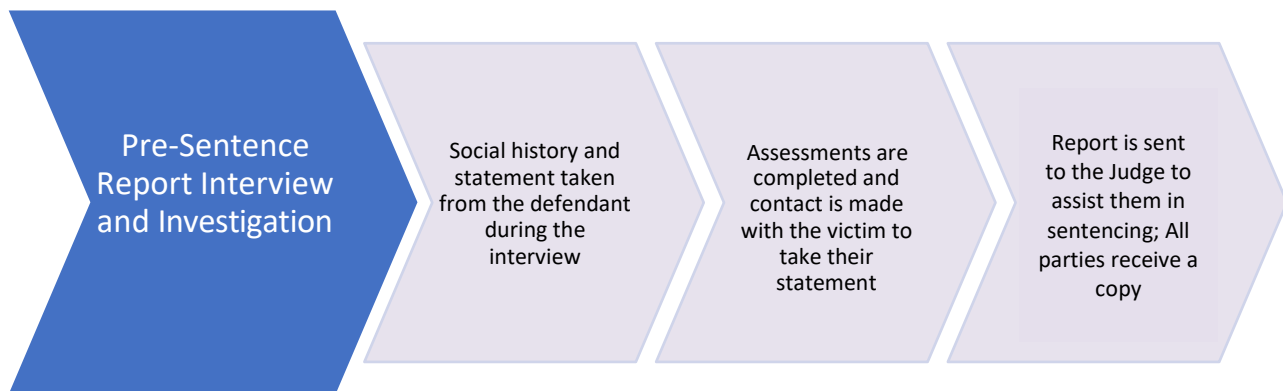 Pre-Sentence
Report Interview
and Investigation
Social history and
statement taken
from the defendant
during the
interview
Assessments are
completed and
contact is made
with the victim to
take their
statement
Report is sent
to the Judge to
assist them in
sentencing; All
parties receive a
copy